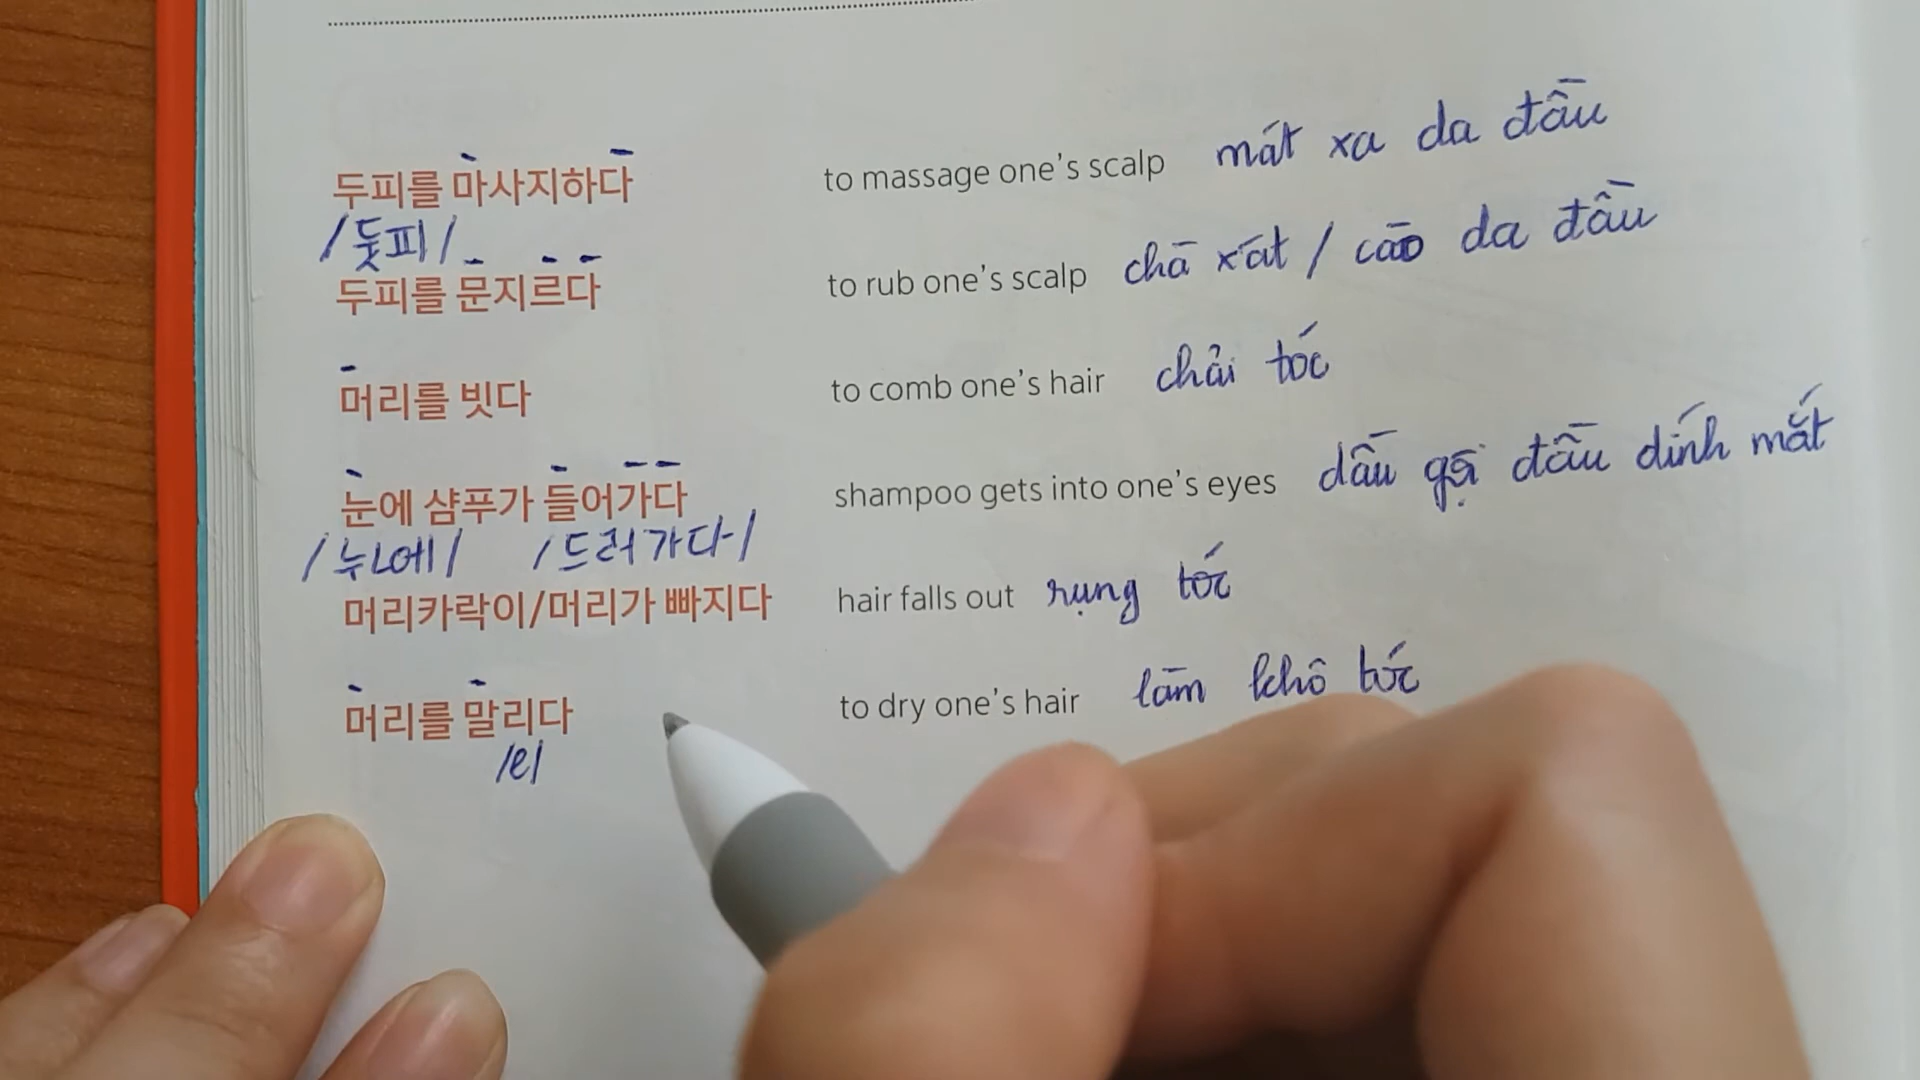 두피를 마사지하다 to massage one's scalp mát xa da đầu
/둣피/
두피를 문지르다 to rub one's scalp chà xát / cào da đầu
머리를 빗다 to comb one's hair chải tóc
눈에 샴푸가 들어가다 shampoo gets into one's eyes dầu gội đầu dính mắt
/누네/ /드러가다/
머리카락이/머리가 빠지다 hair falls out rụng tóc
머리를 말리다 to dry one's hair làm khô tóc
/el